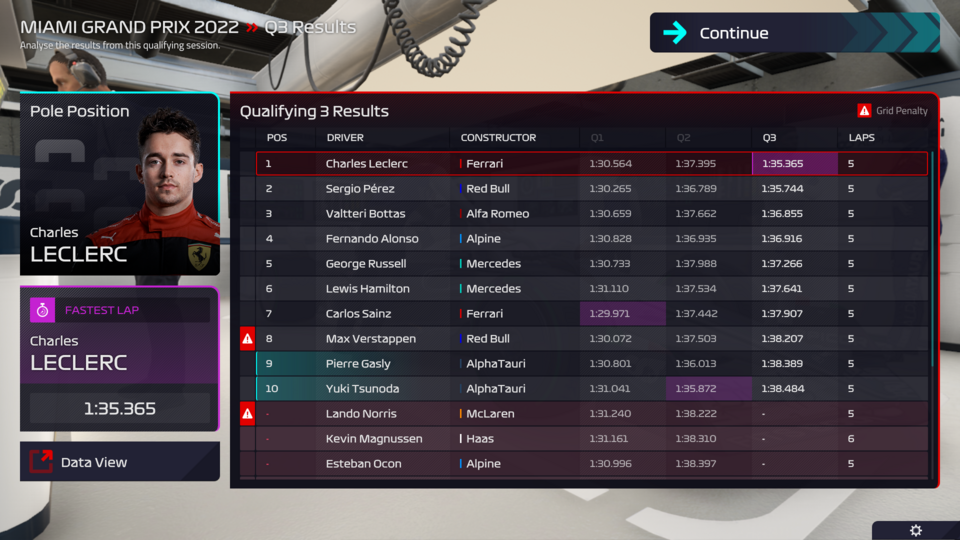 MIAMI GRAND PRIX 2022 » Q3 Results
Analyse the results from this qualifying session.
Continue
Pole Position
Charles
LECLERC
FASTEST LAP
Charles
LECLERC
1:35.365
Data View
Qualifying 3 Results
Grid Penalty
POS DRIVER CONSTRUCTOR Q1 Q2 Q3 LAPS
1 Charles Leclerc Ferrari 1:30.564 1:37.395 1:35.365 5
2 Sergio Pérez Red Bull 1:30.265 1:36.789 1:35.744 5
3 Valtteri Bottas Alfa Romeo 1:30.659 1:37.662 1:36.855 5
4 Fernando Alonso Alpine 1:30.828 1:36.935 1:36.916 5
5 George Russell Mercedes 1:30.733 1:37.988 1:37.266 5
6 Lewis Hamilton Mercedes 1:31.110 1:37.534 1:37.641 5
7 Carlos Sainz Ferrari 1:29.971 1:37.442 1:37.907 5
8 Max Verstappen Red Bull 1:30.072 1:37.503 1:38.207 5
9 Pierre Gasly AlphaTauri 1:30.801 1:36.013 1:38.389 5
10 Yuki Tsunoda AlphaTauri 1:31.041 1:35.872 1:38.484 5
- Lando Norris McLaren 1:31.240 1:38.222 - 5
- Kevin Magnussen Haas 1:31.161 1:38.310 - 6
- Esteban Ocon Alpine 1:30.996 1:38.397 - 5